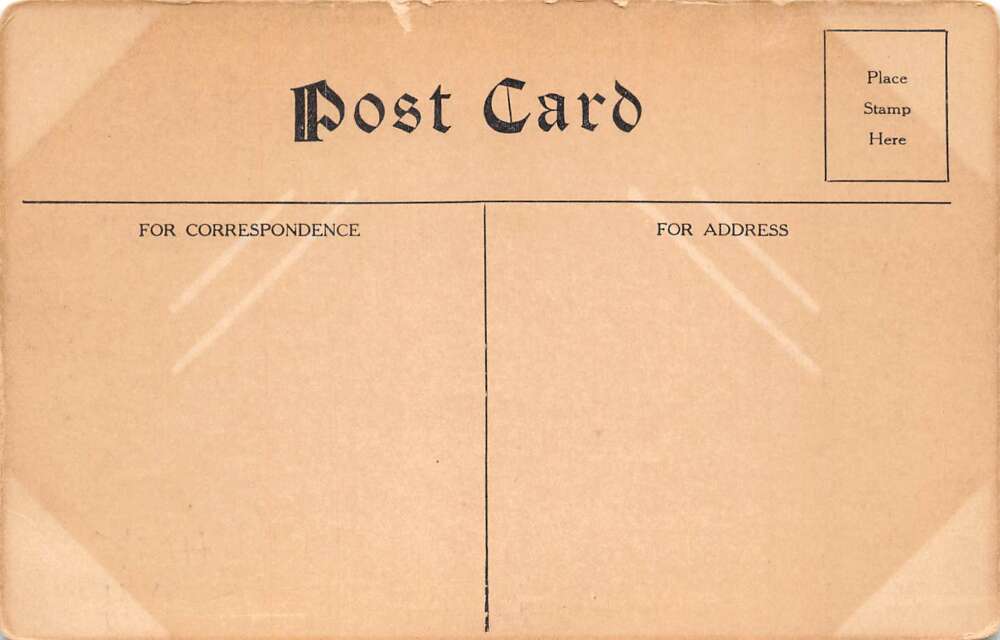 Post Card
Place
Stamp
Here
FOR CORRESPONDENCE
FOR ADDRESS